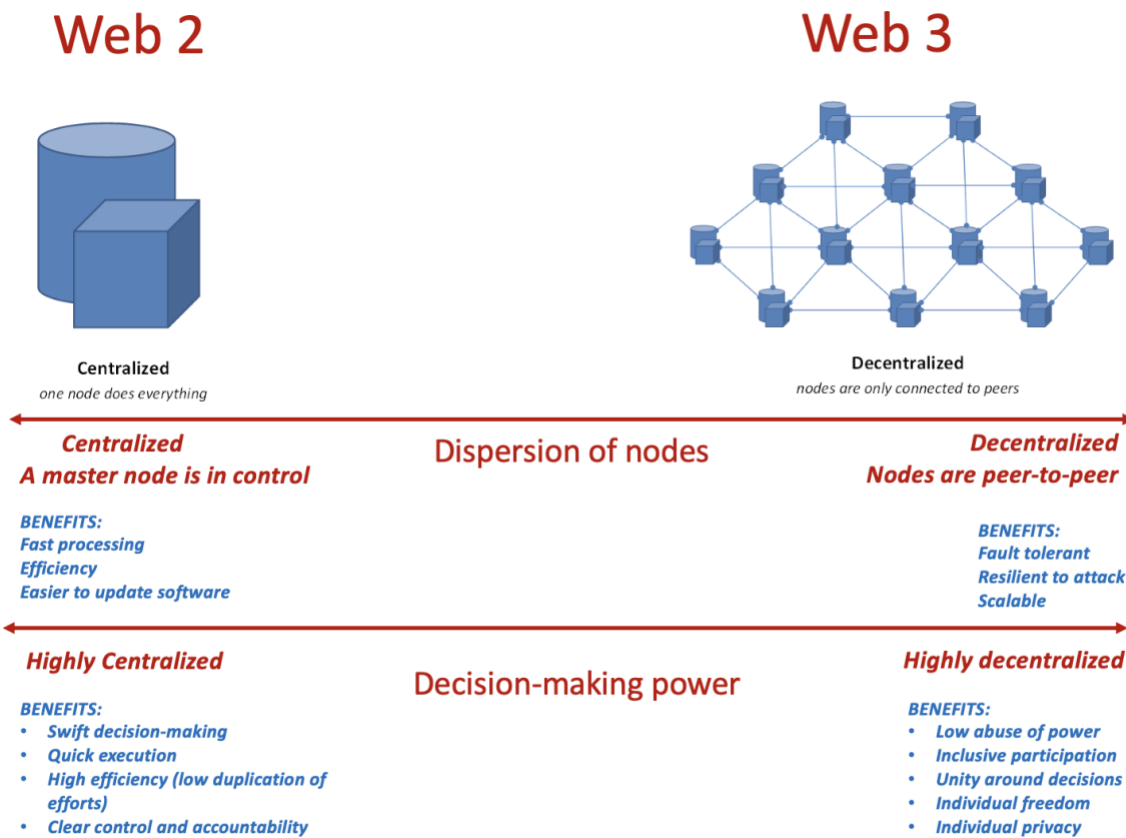 Web 2
Web 3
Centralized
one node does everything
Decentralized
nodes are only connected to peers
Centralized
A master node is in control
Dispersion of nodes
Decentralized
Nodes are peer-to-peer
BENEFITS:
Fast processing
Efficiency
Easier to update software
BENEFITS:
Fault tolerant
Resilient to attack
Scalable
Highly Centralized
Decision-making power
Highly decentralized
BENEFITS:
• Swift decision-making
• Quick execution
• High efficiency (low duplication of
efforts)
• Clear control and accountability
BENEFITS:
• Low abuse of power
• Inclusive participation
• Unity around decisions
• Individual freedom
• Individual privacy